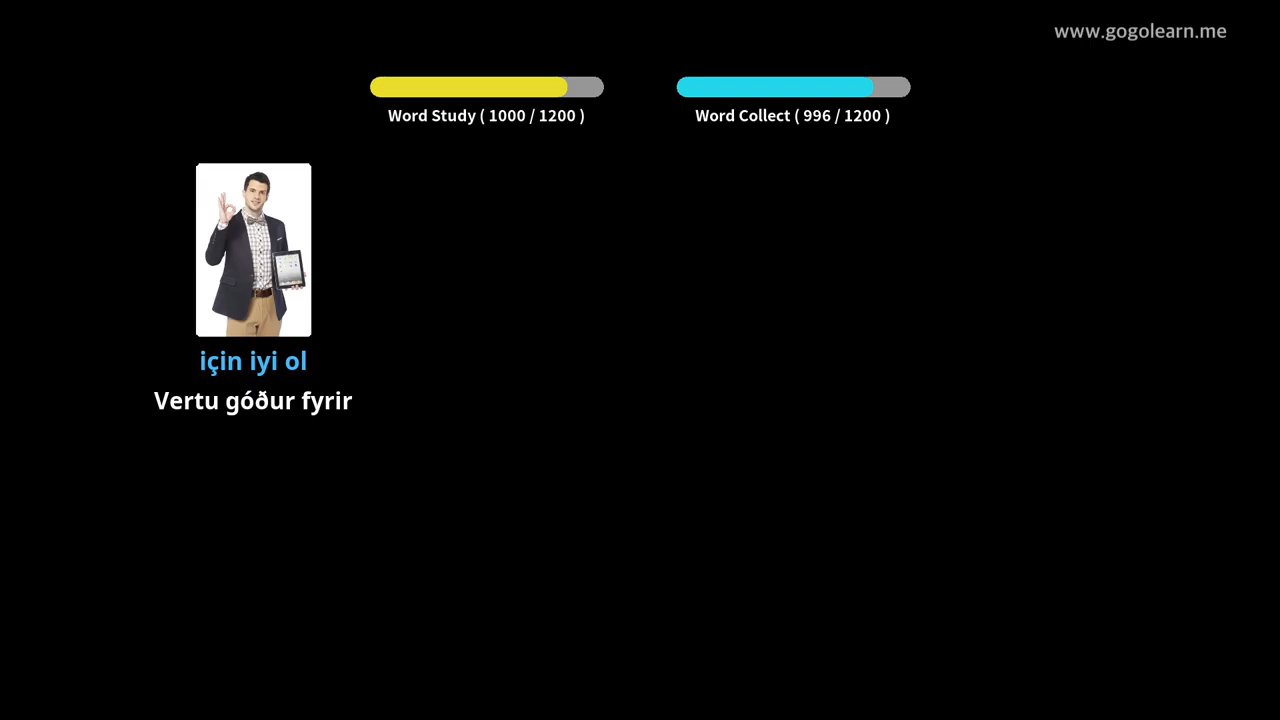 www.gogolearn.me
Word Study ( 1000 / 1200 )
Word Collect ( 996 / 1200 )
için iyi ol
Vertu góður fyrir